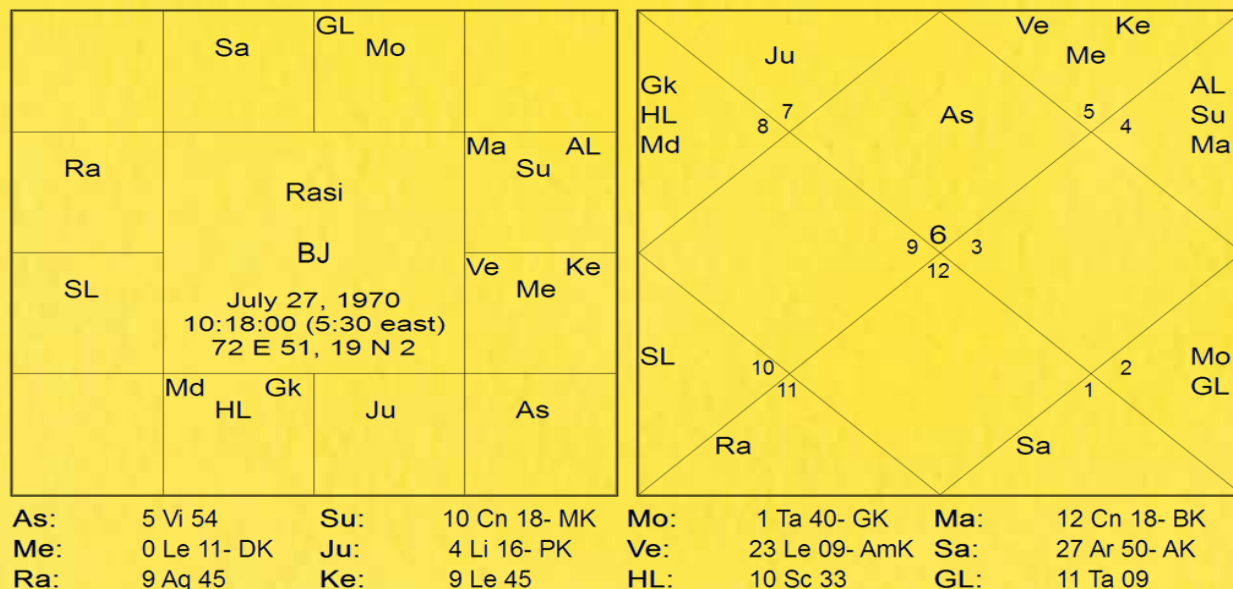 GL
Sa
Mo
Ra
Ma AL
Su
Rasi
BJ
July 27, 1970
10:18:00 (5:30 east)
72 E 51, 19 N 2
SL
Ve Ke
Me
Md Gk
HL
Ju
As
Ve Ke
Me
Ju
Gk
HL
Md
7
8
As
5
4
AL
Su
Ma
6
9
3
12
SL
10
11
2
1
Mo
GL
Ra
Sa
As: 5 Vi 54 Su: 10 Cn 18- MK Mo: 1 Ta 40- GK Ma: 12 Cn 18- BK
Me: 0 Le 11- DK Ju: 4 Li 16- PK Ve: 23 Le 09- AmK Sa: 27 Ar 50- AK
Ra: 9 Aq 45 Ke: 9 Le 45 HL: 10 Sc 33 GL: 11 Ta 09